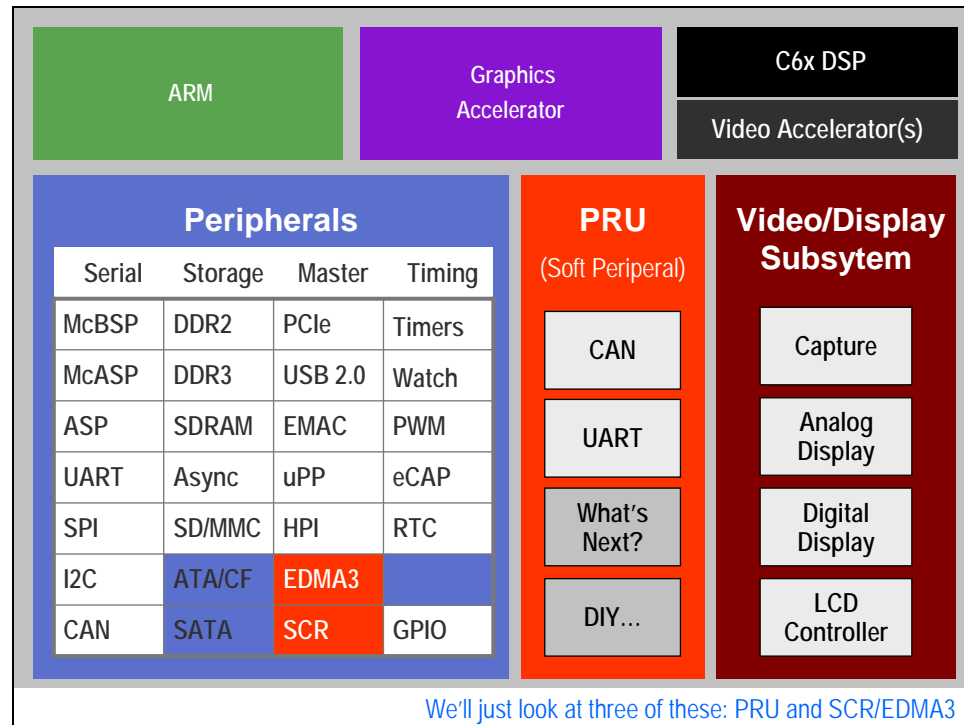 ARM
Graphics
Accelerator
C6x DSP
Video Accelerator(s)
Peripherals
Serial Storage Master Timing
McBSP DDR2 PCIe Timers
McASP DDR3 USB 2.0 Watch
ASP SDRAM EMAC PWM
UART Async uPP eCAP
SPI SD/MMC HPI RTC
I2C ATA/CF EDMA3
CAN SATA SCR GPIO
PRU
(Soft Periperal)
CAN
UART
What's
Next?
DIY...
Video/Display
Subsytem
Capture
Analog
Display
Digital
Display
LCD
Controller
We'll just look at three of these: PRU and SCR/EDMA3